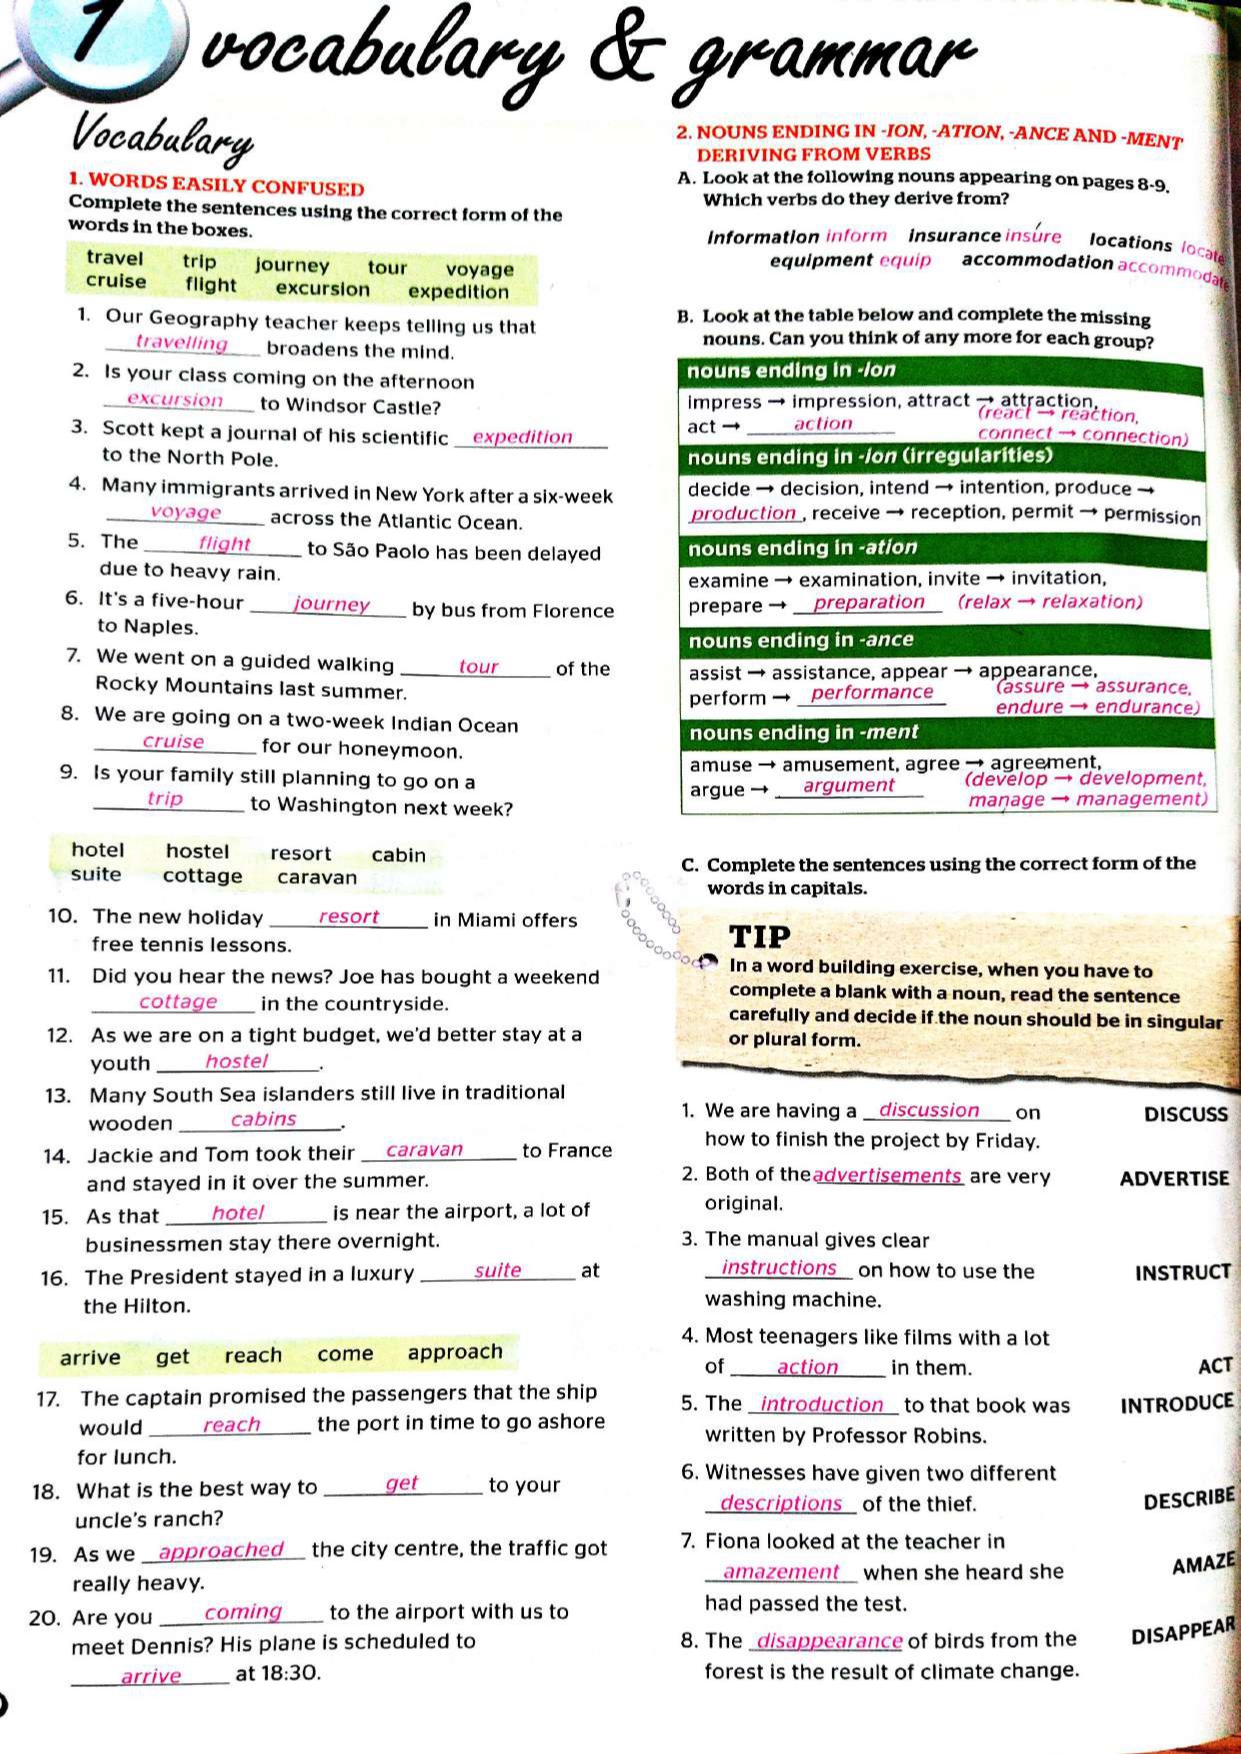 1 vocabulary & grammar
Vocabulary
1. WORDS EASILY CONFUSED
Complete the sentences using the correct form of the
words in the boxes.
travel trip journey tour voyage
cruise flight excursion expedition
1. Our Geography teacher keeps telling us that
travelling broadens the mind.
2. Is your class coming on the afternoon
excursion to Windsor Castle?
3. Scott kept a journal of his scientific expedition
to the North Pole.
4. Many immigrants arrived in New York after a six-week
voyage across the Atlantic Ocean.
5. The flight to São Paolo has been delayed
due to heavy rain.
6. It's a five-hour journey by bus from Florence
to Naples.
7. We went on a guided walking tour of the
Rocky Mountains last summer.
8. We are going on a two-week Indian Ocean
cruise for our honeymoon.
9. Is your family still planning to go on a
trip to Washington next week?
hotel hostel resort cabin
suite cottage caravan
10. The new holiday resort in Miami offers
free tennis lessons.
11. Did you hear the news? Joe has bought a weekend
cottage in the countryside.
12. As we are on a tight budget, we'd better stay at a
youth hostel.
13. Many South Sea islanders still live in traditional
wooden cabins.
14. Jackie and Tom took their caravan to France
and stayed in it over the summer.
15. As that hotel is near the airport, a lot of
businessmen stay there overnight.
16. The President stayed in a luxury suite at
the Hilton.
arrive get reach come approach
17. The captain promised the passengers that the ship
would reach the port in time to go ashore
for lunch.
18. What is the best way to get to your
uncle's ranch?
19. As we approached the city centre, the traffic got
really heavy.
20. Are you coming to the airport with us to
meet Dennis? His plane is scheduled to
arrive at 18:30.
2. NOUNS ENDING IN -ION, -ATION, -ANCE AND -MENT
DERIVING FROM VERBS
A. Look at the following nouns appearing on pages 8-9.
Which verbs do they derive from?
information inform insurance insure locations locate
equipment equip accommodation accommodate
B. Look at the table below and complete the missing
nouns. Can you think of any more for each group?
nouns ending in -ion
impress → impression, attract → attraction,
act → action (react → reaction,
connect → connection)
nouns ending in -ion (irregularities)
decide → decision, intend → intention, produce →
production, receive → reception, permit → permission
nouns ending in -ation
examine → examination, invite → invitation,
prepare → preparation (relax → relaxation)
nouns ending in -ance
assist → assistance, appear → appearance,
perform → performance (assure → assurance,
endure → endurance)
nouns ending in -ment
amuse → amusement, agree → agreement,
argue → argument (develop → development,
manage → management)
C. Complete the sentences using the correct form of the
words in capitals.
TIP
In a word building exercise, when you have to
complete a blank with a noun, read the sentence
carefully and decide if the noun should be in singular
or plural form.
1. We are having a discussion on DISCUSS
how to finish the project by Friday.
2. Both of the advertisements are very ADVERTISE
original.
3. The manual gives clear
instructions on how to use the INSTRUCT
washing machine.
4. Most teenagers like films with a lot
of action in them. ACT
5. The introduction to that book was INTRODUCE
written by Professor Robins.
6. Witnesses have given two different
descriptions of the thief. DESCRIBE
7. Fiona looked at the teacher in
amazement when she heard she AMAZE
had passed the test.
8. The disappearance of birds from the DISAPPEAR
forest is the result of climate change.